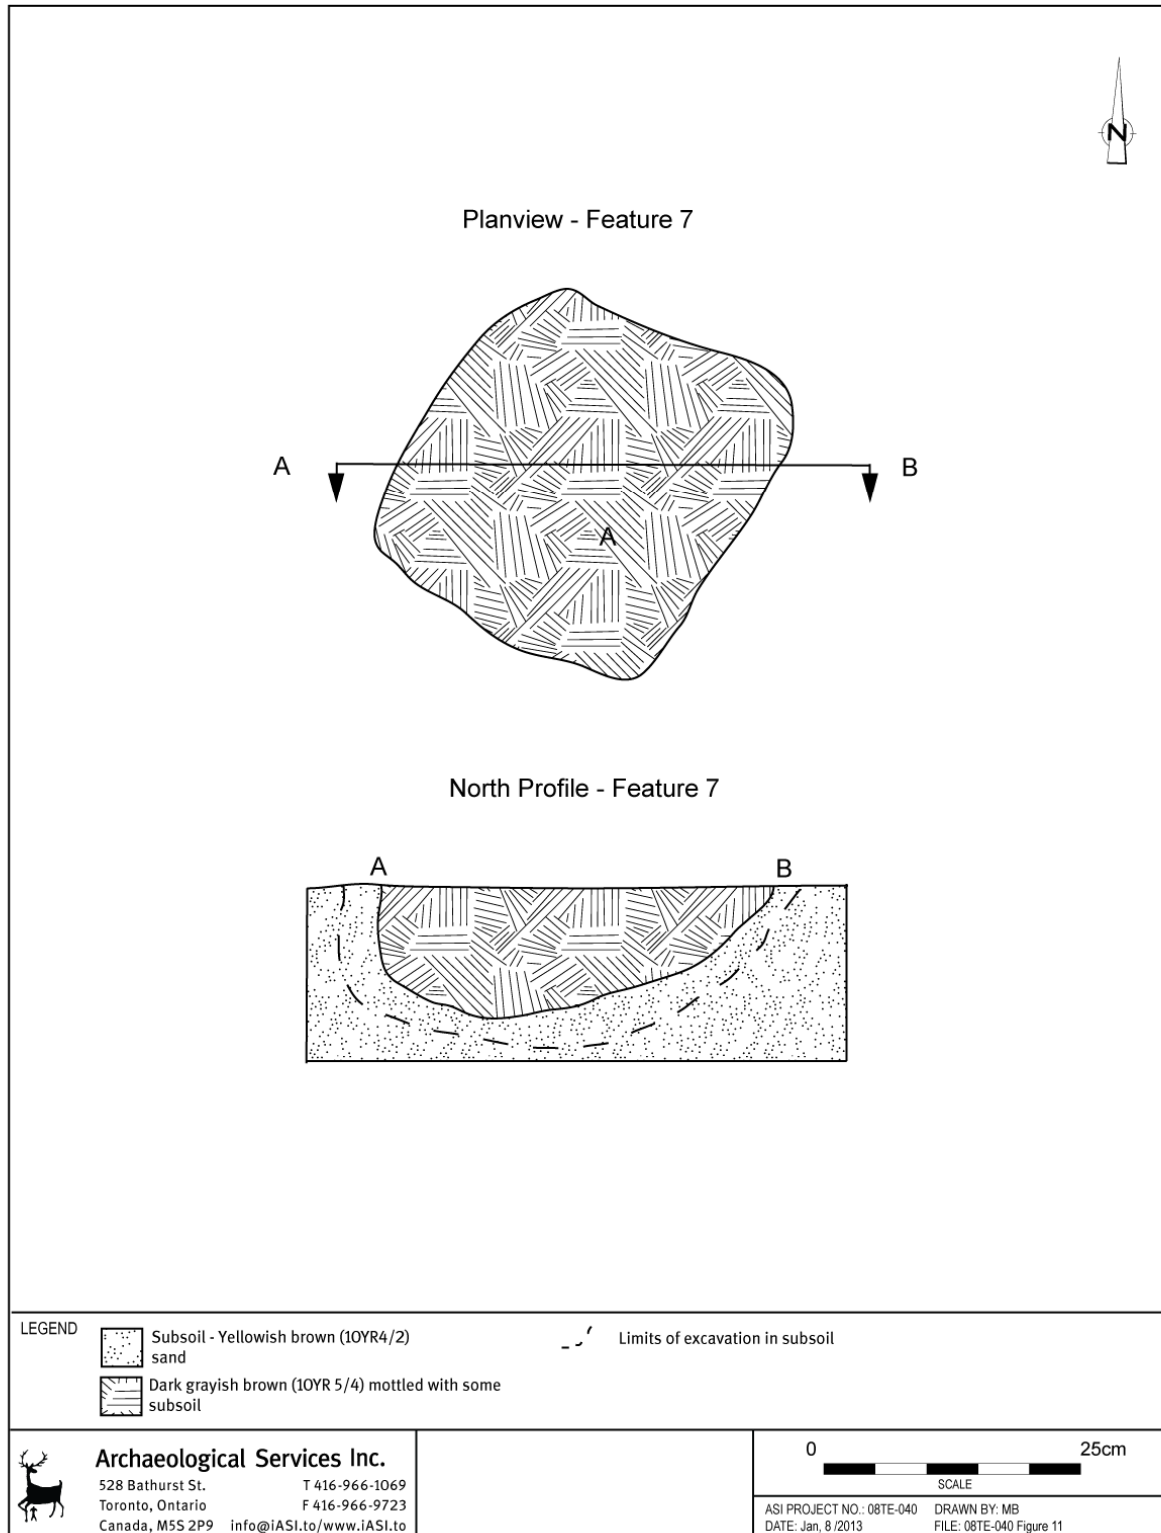 N
Planview - Feature 7
A
B
A
North Profile - Feature 7
A
B
LEGEND
Subsoil - Yellowish brown (10YR4/2)
sand
Dark grayish brown (10YR 5/4) mottled with some
subsoil
Limits of excavation in subsoil
Archaeological Services Inc.
528 Bathurst St. T 416-966-1069
Toronto, Ontario F 416-966-9723
Canada, M5S 2P9 info@iASI.to/www.iASI.to
0 25cm
SCALE
ASI PROJECT NO.: 08TE-040 DRAWN BY: MB
DATE: Jan, 8 /2013 FILE: 08TE-040 Figure 11